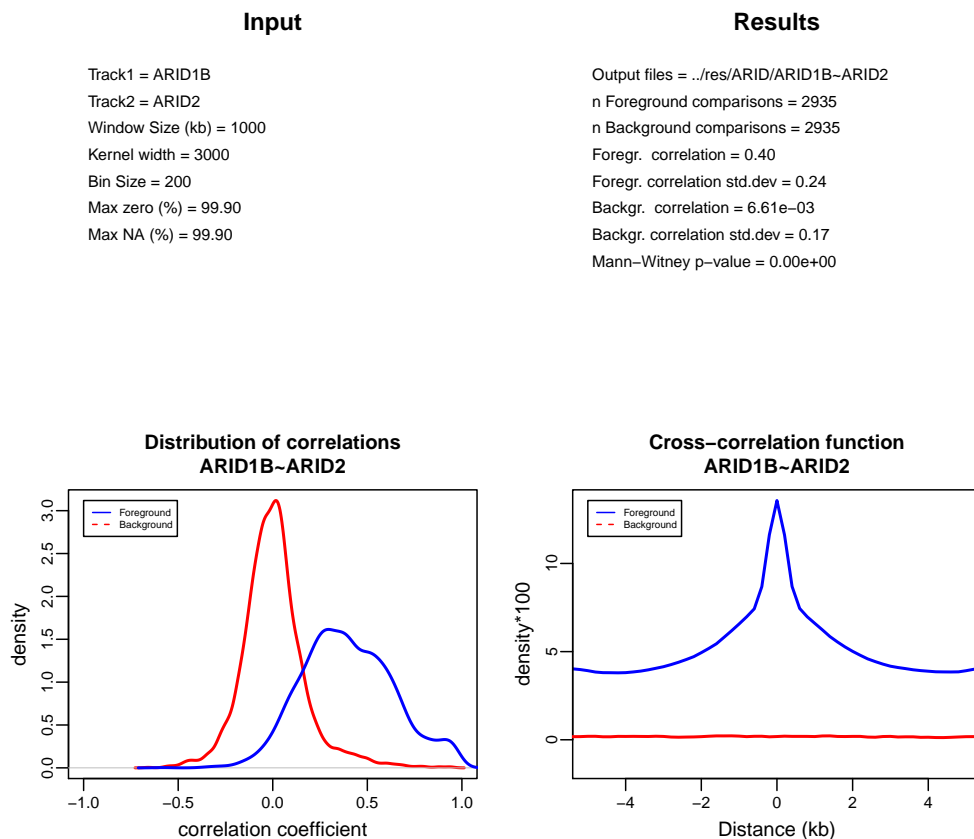 Input
Track1 = ARID1B
Track2 = ARID2
Window Size (kb) = 1000
Kernel width = 3000
Bin Size = 200
Max zero (%) = 99.90
Max NA (%) = 99.90
Results
Output files = ../res/ARID/ARID1B~ARID2
n Foreground comparisons = 2935
n Background comparisons = 2935
Foregr.  correlation = 0.40
Foregr. correlation std.dev = 0.24
Backgr.  correlation = 6.61e−03
Backgr. correlation std.dev = 0.17
Mann−Witney p−value = 0.00e+00
Distribution of correlations
ARID1B~ARID2
Foreground
Background
density
0.0 0.5 1.0 1.5 2.0 2.5 3.0
−1.0 −0.5 0.0 0.5 1.0
correlation coefficient
Cross−correlation function
ARID1B~ARID2
Foreground
Background
density*100
0 5 10
−4 −2 0 2 4
Distance (kb)